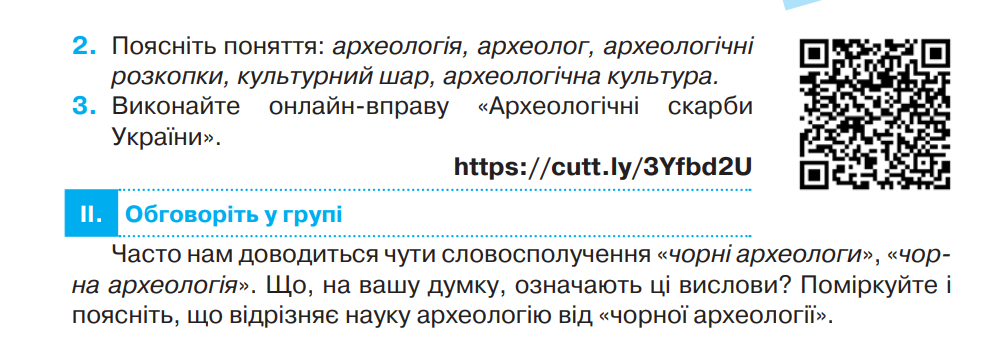 2. Поясніть поняття: археологія, археолог, археологічні
розкопки, культурний шар, археологічна культура.
3. Виконайте онлайн-вправу «Археологічні скарби
України».
https://cutt.ly/3Yfbd2U
II. Обговоріть у групі
Часто нам доводиться чути словосполучення «чорні археологи», «чор-
на археологія». Що, на вашу думку, означають ці вислови? Поміркуйте і
поясніть, що відрізняє науку археологію від «чорної археології».